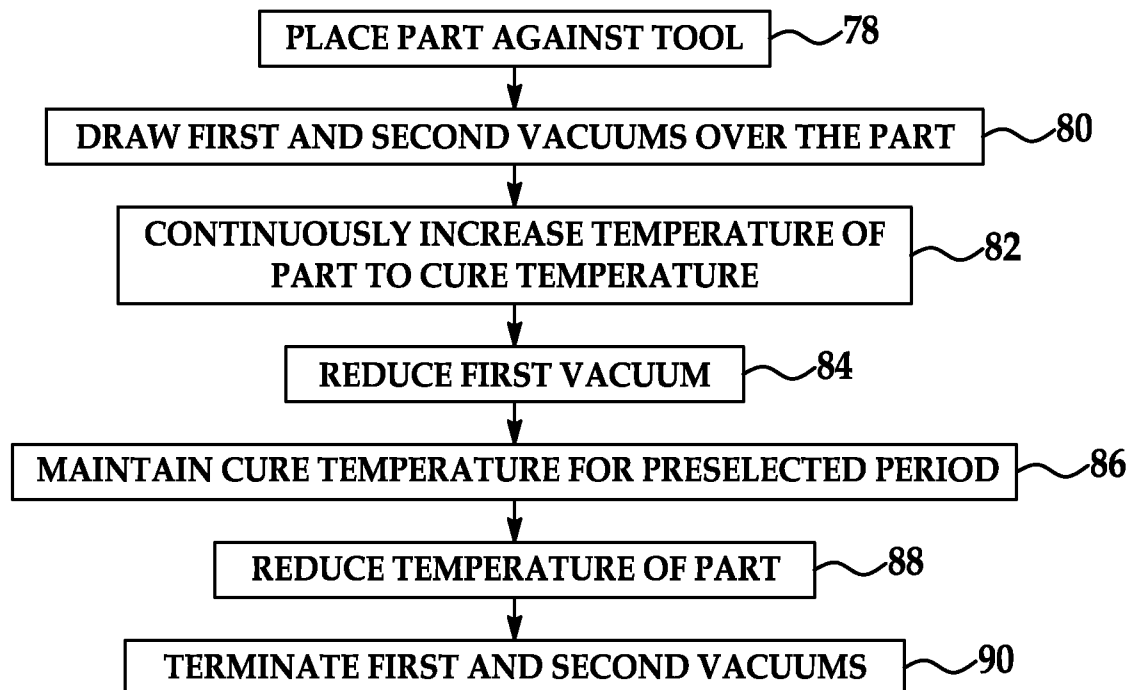 PLACE PART AGAINST TOOL 78
DRAW FIRST AND SECOND VACUUMS OVER THE PART 80
CONTINUOUSLY INCREASE TEMPERATURE OF
PART TO CURE TEMPERATURE 82
REDUCE FIRST VACUUM 84
MAINTAIN CURE TEMPERATURE FOR PRESELECTED PERIOD 86
REDUCE TEMPERATURE OF PART 88
TERMINATE FIRST AND SECOND VACUUMS 90